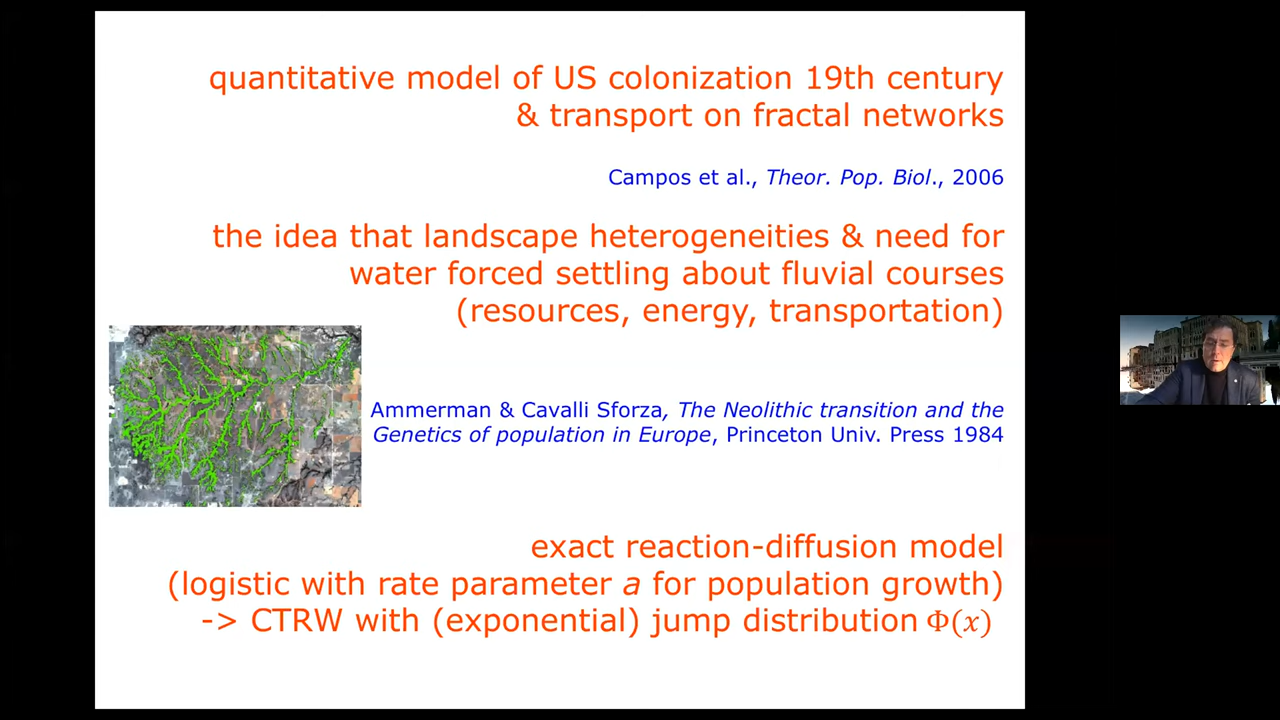 quantitative model of US colonization 19th century
& transport on fractal networks
Campos et al., Theor. Pop. Biol., 2006
the idea that landscape heterogeneities & need for
water forced settling about fluvial courses
(resources, energy, transportation)
Ammerman & Cavalli Sforza, The Neolithic transition and the
Genetics of population in Europe, Princeton Univ. Press 1984
exact reaction-diffusion model
(logistic with rate parameter a for population growth)
-> CTRW with (exponential) jump distribution Φ(x)